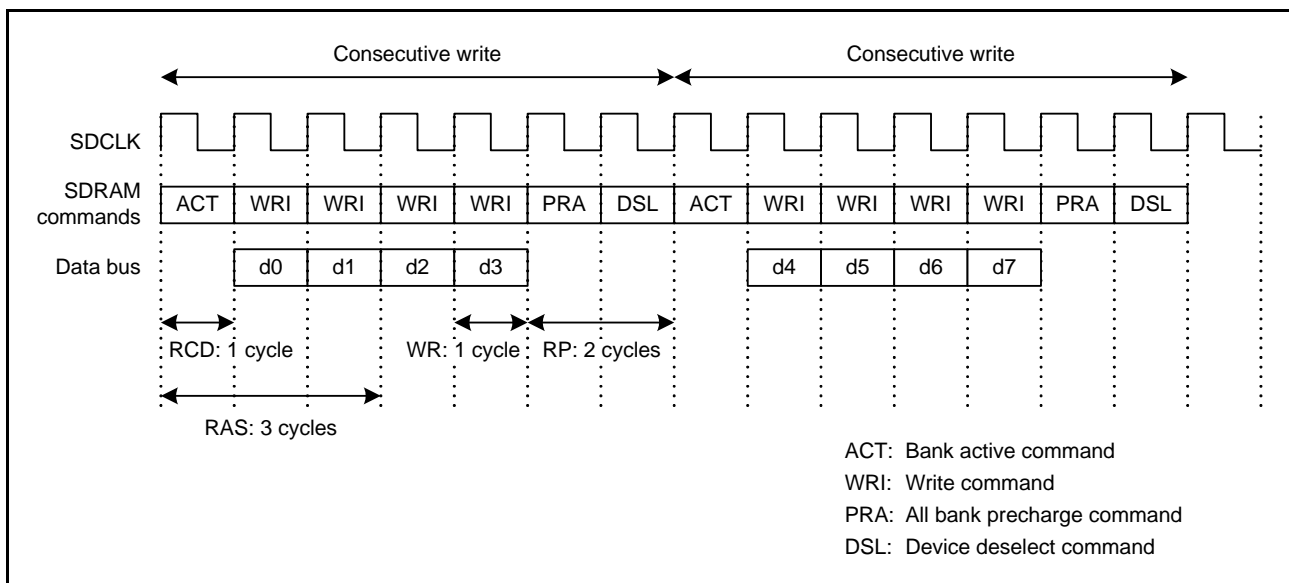 Consecutive write Consecutive write
SDCLK
SDRAM
commands
ACT WRI WRI WRI WRI PRA DSL ACT WRI WRI WRI WRI PRA DSL
Data bus d0 d1 d2 d3 d4 d5 d6 d7
RCD: 1 cycle WR: 1 cycle RP: 2 cycles
RAS: 3 cycles
ACT: Bank active command
WRI: Write command
PRA: All bank precharge command
DSL: Device deselect command